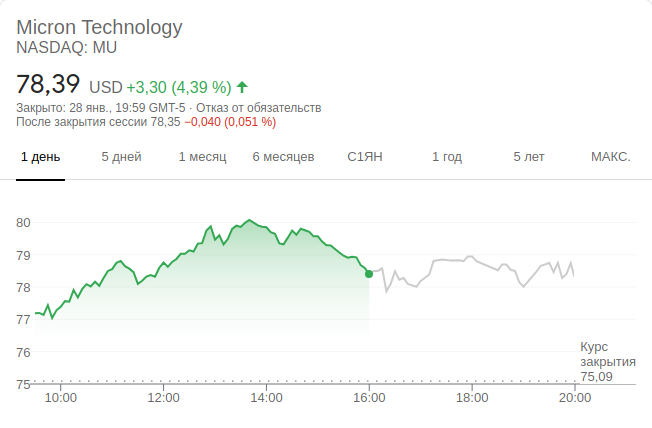 Micron Technology
NASDAQ: MU
78,39 USD +3,30 (4,39 %)
Закрыто: 28 янв., 19:59 GMT-5 · Отказ от обязательств
После закрытия сессии 78,35 −0,040 (0,051 %)
1 день 5 дней 1 месяц 6 месяцев С1ЯН 1 год 5 лет МАКС.
80
79
78
77
76
75
Курс
закрытия
75,09
10:00 12:00 14:00 16:00 18:00 20:00